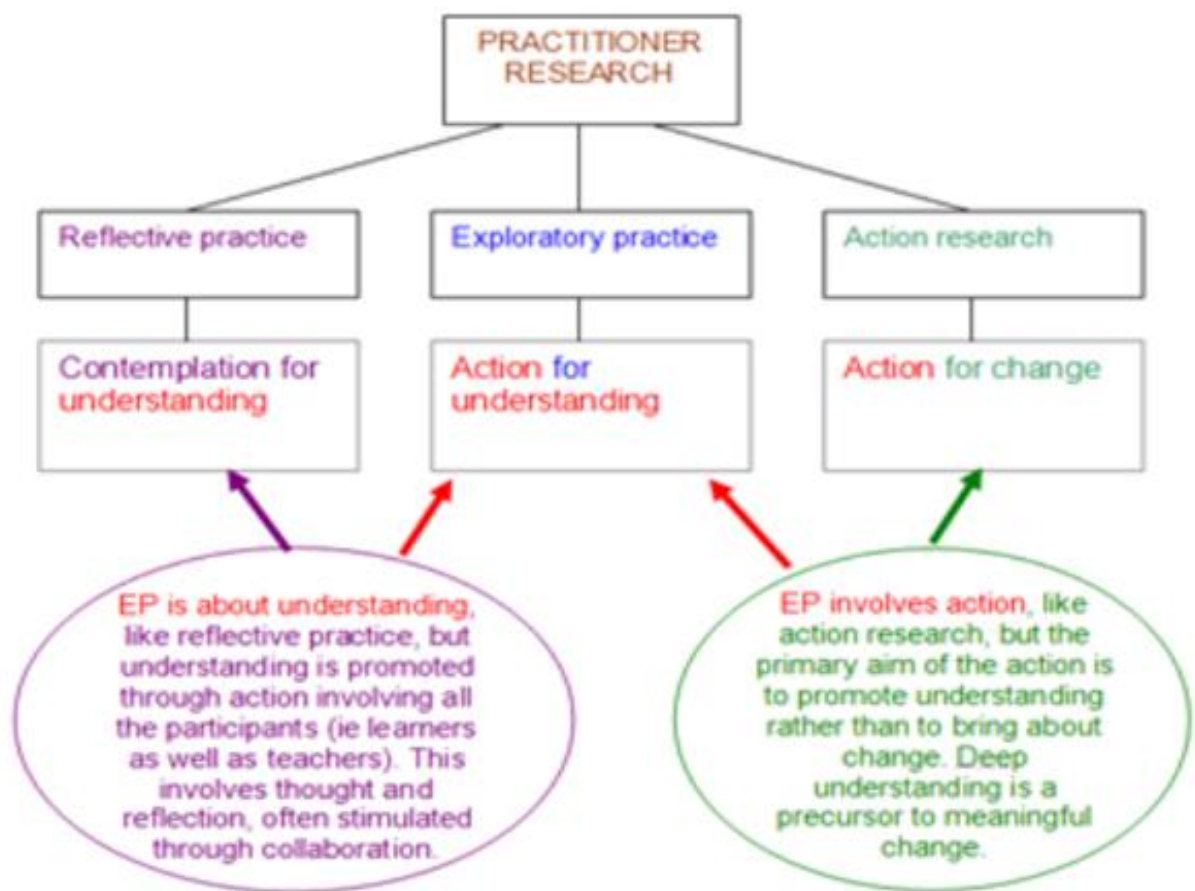 PRACTITIONER
RESEARCH
Reflective practice
Exploratory practice
Action research
Contemplation for
understanding
Action for
understanding
Action for change
EP is about understanding,
like reflective practice, but
understanding is promoted
through action involving all
the participants (ie learners
as well as teachers). This
involves thought and
reflection, often stimulated
through collaboration.
EP involves action, like
action research, but the
primary aim of the action is
to promote understanding
rather than to bring about
change. Deep
understanding is a
precursor to meaningful
change.